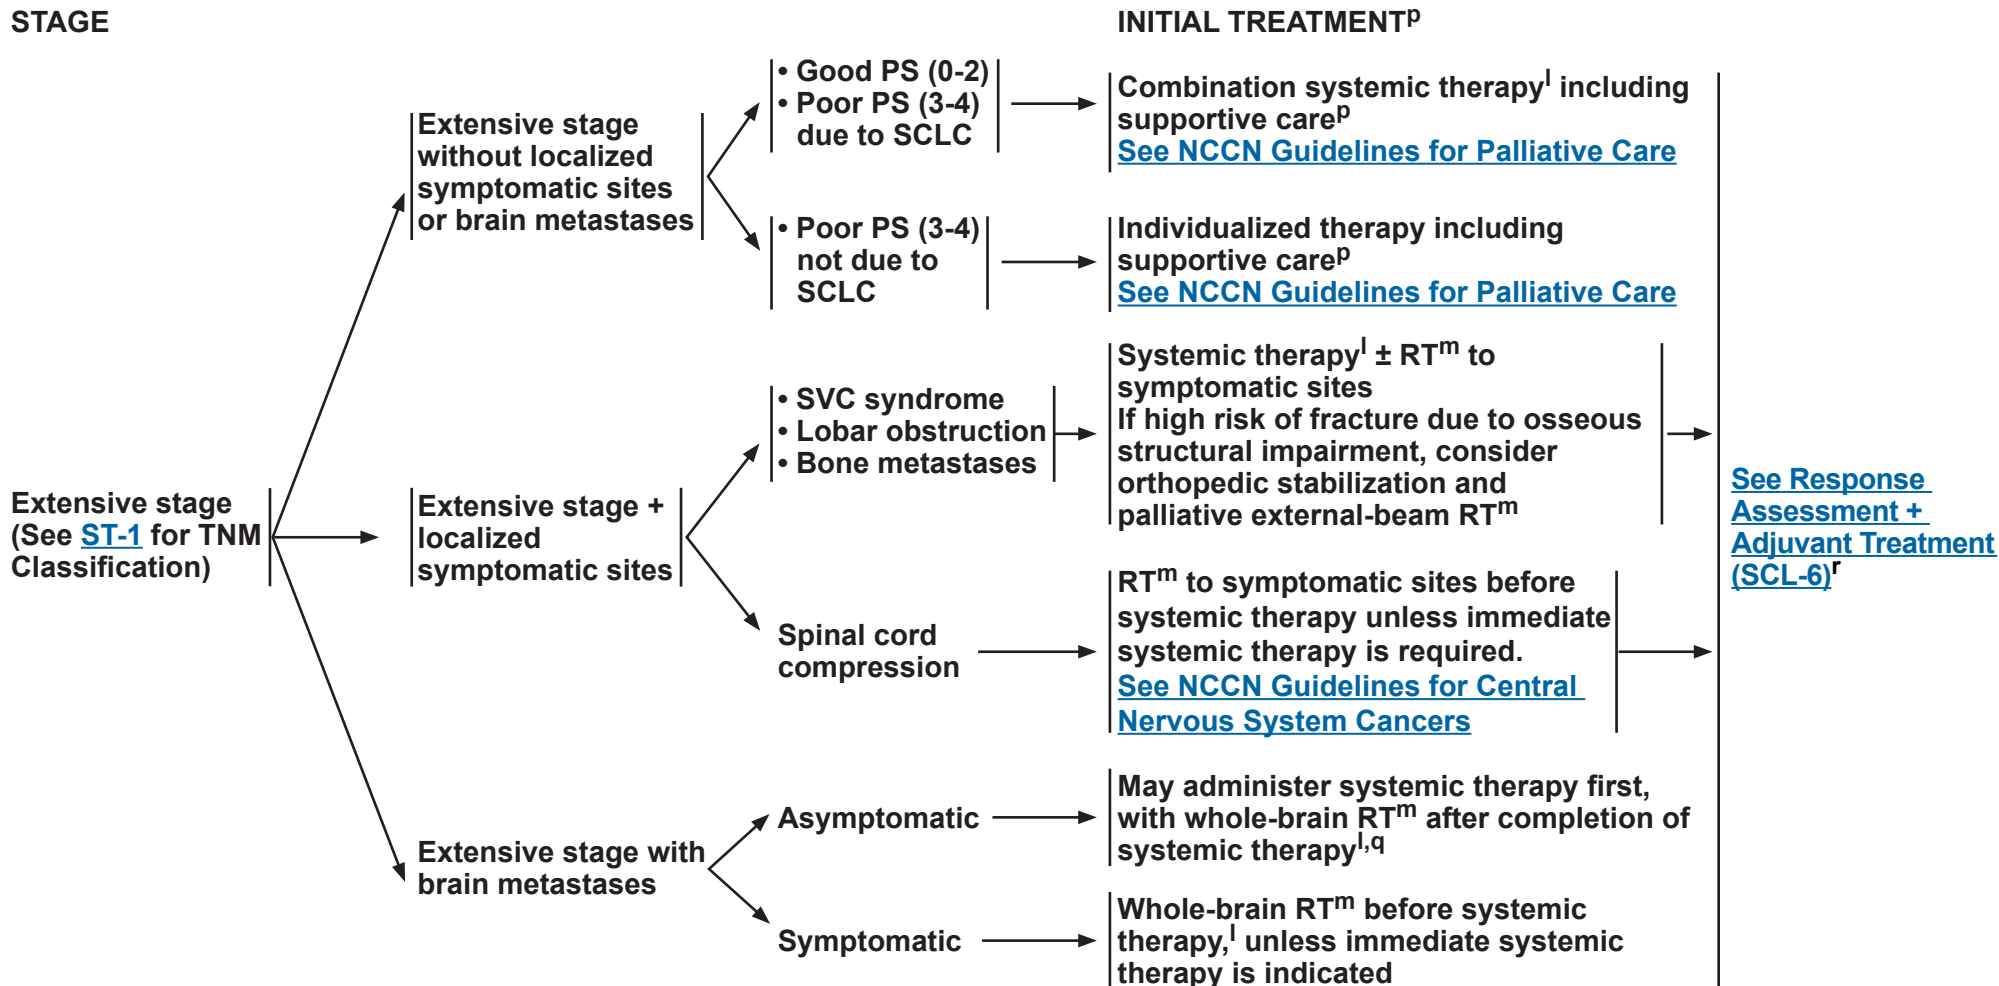 STAGE
INITIAL TREATMENTp
Extensive stage
(See ST-1 for TNM
Classification)
Extensive stage
without localized
symptomatic sites
or brain metastases
• Good PS (0-2)
• Poor PS (3-4)
due to SCLC
Combination systemic therapyl including
supportive carep
See NCCN Guidelines for Palliative Care
• Poor PS (3-4)
not due to
SCLC
Individualized therapy including
supportive carep
See NCCN Guidelines for Palliative Care
Extensive stage +
localized
symptomatic sites
• SVC syndrome
• Lobar obstruction
• Bone metastases
Systemic therapyl ± RTm to
symptomatic sites
If high risk of fracture due to osseous
structural impairment, consider
orthopedic stabilization and
palliative external-beam RTm
Spinal cord
compression
RTm to symptomatic sites before
systemic therapy unless immediate
systemic therapy is required.
See NCCN Guidelines for Central
Nervous System Cancers
Extensive stage with
brain metastases
Asymptomatic
May administer systemic therapy first,
with whole-brain RTm after completion of
systemic therapyl,q
Symptomatic
Whole-brain RTm before systemic
therapy,l unless immediate systemic
therapy is indicated
See Response
Assessment +
Adjuvant Treatment
(SCL-6)r